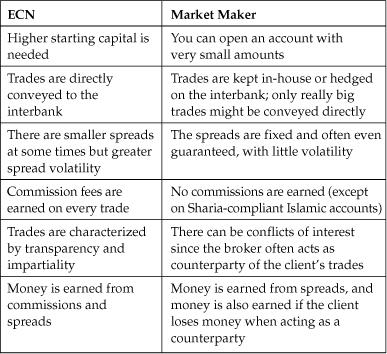 ECN Market Maker
Higher starting capital is You can open an account with
needed very small amounts
Trades are directly Trades are kept in-house or hedged
conveyed to the on the interbank; only really big
interbank trades might be conveyed directly
There are smaller spreads The spreads are fixed and often even
at some times but greater guaranteed, with little volatility
spread volatility
Commission fees are No commissions are earned (except
earned on every trade on Sharia-compliant Islamic accounts)
Trades are characterized There can be conflicts of interest
by transparency and since the broker often acts as
impartiality counterparty of the client's trades
Money is earned from Money is earned from spreads, and
commissions and money is also earned if the client
spreads loses money when acting as a
counterparty